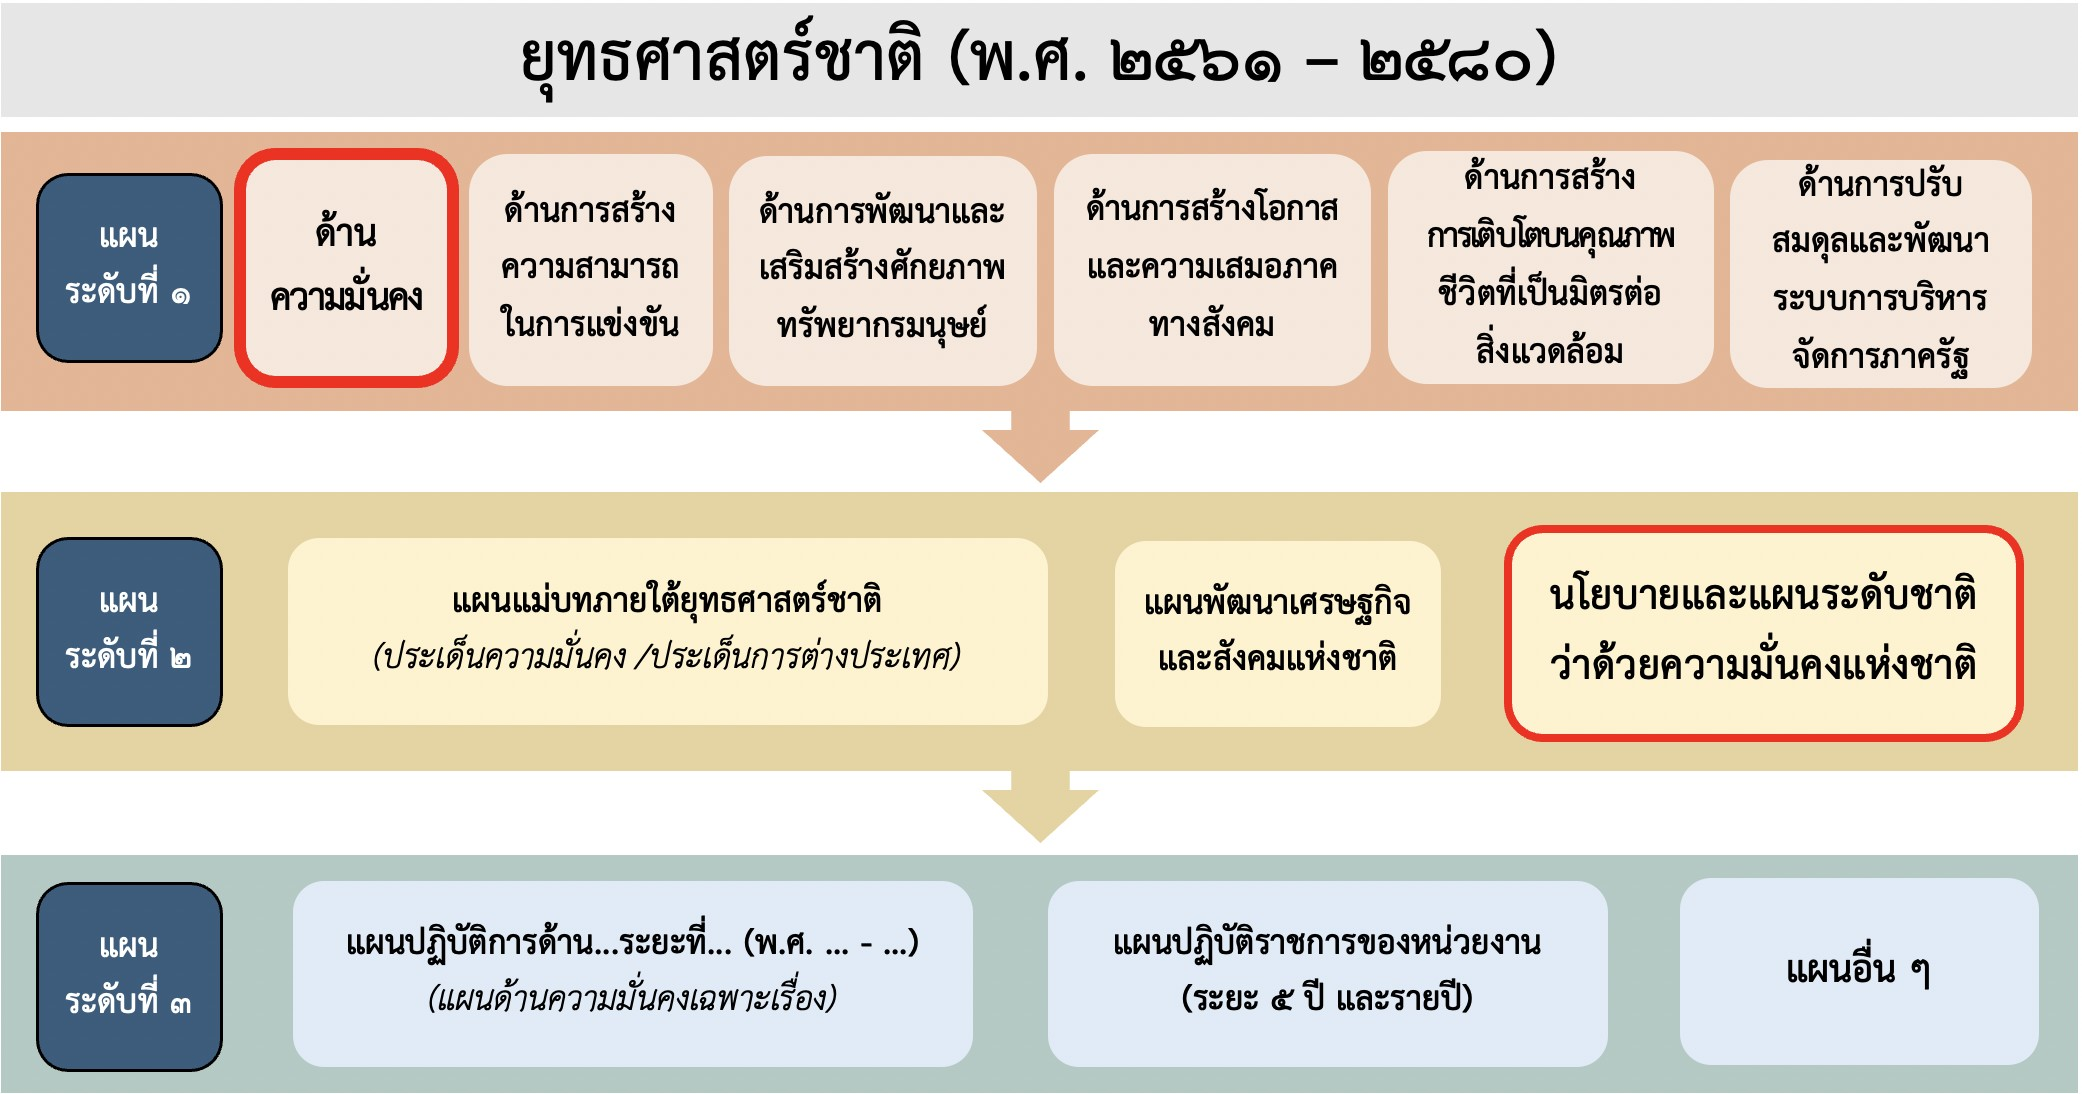 ยุทธศาสตร์ชาติ (พ.ศ. ๒๕๖๑ – ๒๕๘๐)
แผน
ระดับที่ ๑
ด้าน
ความมั่นคง
ด้านการสร้าง
ความสามารถ
ในการแข่งขัน
ด้านการพัฒนาและ
เสริมสร้างศักยภาพ
ทรัพยากรมนุษย์
ด้านการสร้างโอกาส
และความเสมอภาค
ทางสังคม
ด้านการสร้าง
การเติบโตบนคุณภาพ
ชีวิตที่เป็นมิตรต่อ
สิ่งแวดล้อม
ด้านการปรับ
สมดุลและพัฒนา
ระบบการบริหาร
จัดการภาครัฐ
แผน
ระดับที่ ๒
แผนแม่บทภายใต้ยุทธศาสตร์ชาติ
(ประเด็นความมั่นคง /ประเด็นการต่างประเทศ)
แผนพัฒนาเศรษฐกิจ
และสังคมแห่งชาติ
นโยบายและแผนระดับชาติ
ว่าด้วยความมั่นคงแห่งชาติ
แผน
ระดับที่ ๓
แผนปฏิบัติการด้าน...ระยะที่... (พ.ศ. ... - ...)
(แผนด้านความมั่นคงเฉพาะเรื่อง)
แผนปฏิบัติราชการของหน่วยงาน
(ระยะ ๕ ปี และรายปี)
แผนอื่น ๆ